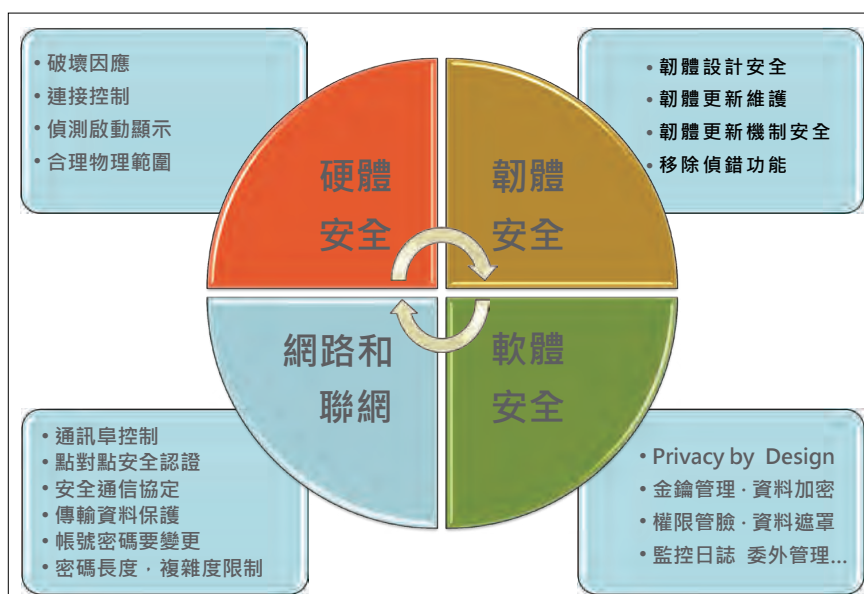 • 破壞因應
• 連接控制
• 偵測啟動顯示
• 合理物理範圍
• 韌體設計安全
• 韌體更新維護
• 韌體更新機制安全
• 移除偵錯功能
硬體
安全
韌體
安全
網路和
聯網
軟體
安全
• 通訊阜控制
• 點對點安全認證
• 安全通信協定
• 傳輸資料保護
• 帳號密碼要變更
• 密碼長度．複雜度限制
• Privacy by Design
• 金鑰管理．資料加密
• 權限管臉．資料遮罩
• 監控日誌 委外管理...